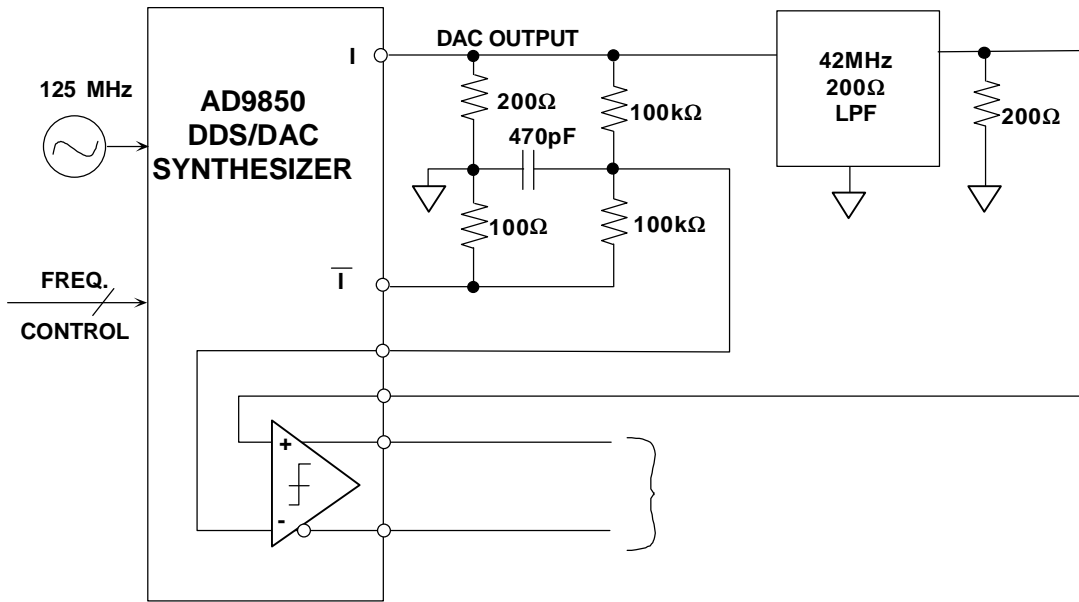 I
DAC OUTPUT
125 MHz
AD9850
DDS/DAC
SYNTHESIZER
200Ω
100kΩ
470pF
42MHz
200Ω
LPF
200Ω
100Ω
100kΩ
I
FREQ.
CONTROL
+
-